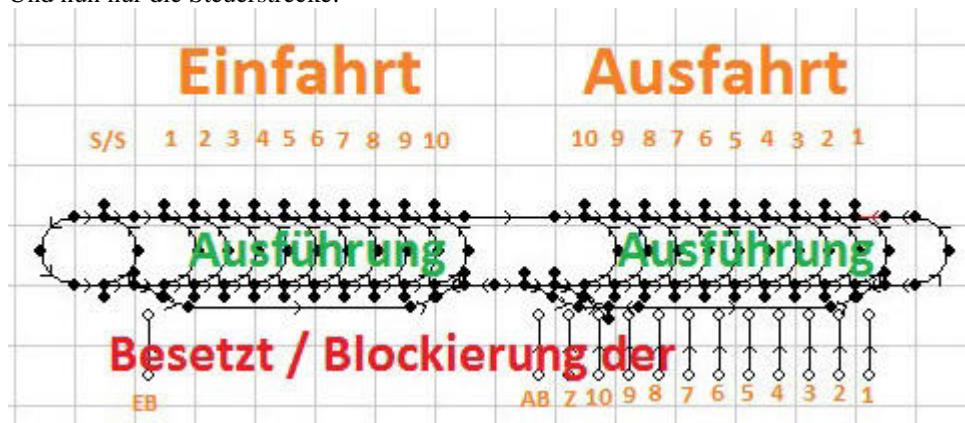 Und nun nur die Steuerstrecke:
Einfahrt Ausfahrt
S/S 1 2 3 4 5 6 7 8 9 10 10 9 8 7 6 5 4 3 2 1
Ausführung Ausführung
Besetzt / Blockierung der
EB AB Z 10 9 8 7 6 5 4 3 2 1